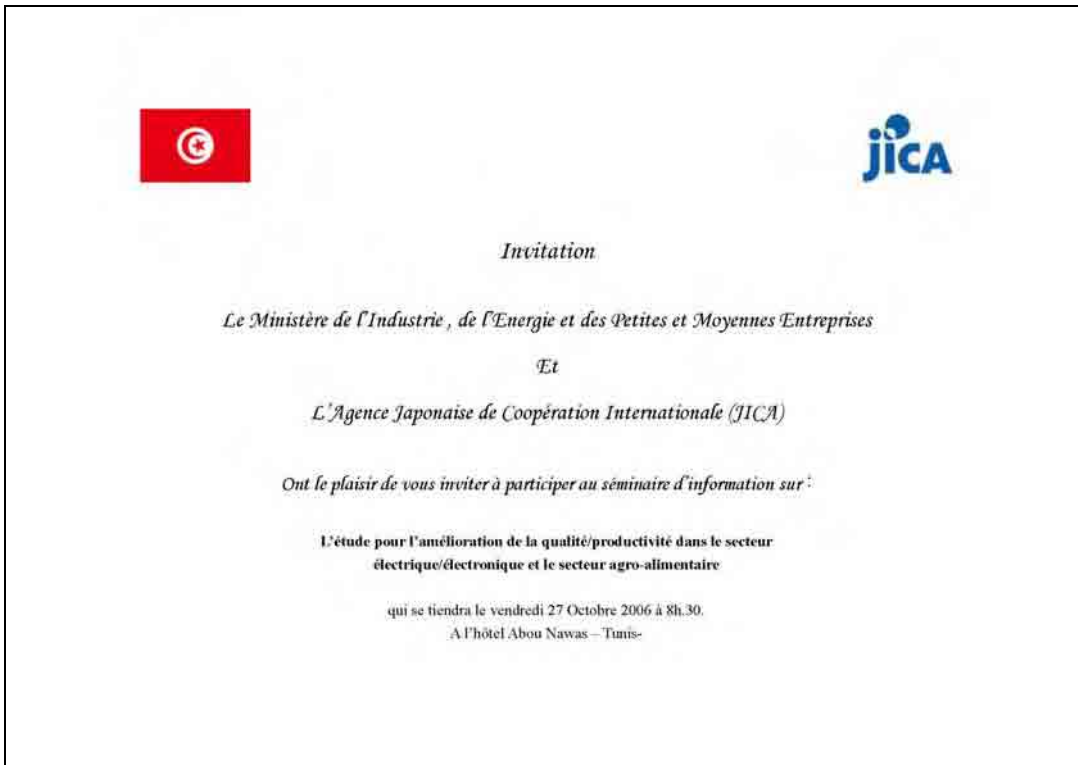 jica
Invitation
Le Ministère de l'Industrie , de l'Energie et des Petites et Moyennes Entreprises
Et
L'Agence Japonaise de Coopération Internationale (JICA)
Ont le plaisir de vous inviter à participer au séminaire d'information sur :
L'étude pour l'amélioration de la qualité/productivité dans le secteur
électrique/électronique et le secteur agro-alimentaire
qui se tiendra le vendredi 27 Octobre 2006 à 8h.30.
A l'hôtel Abou Nawas – Tunis-